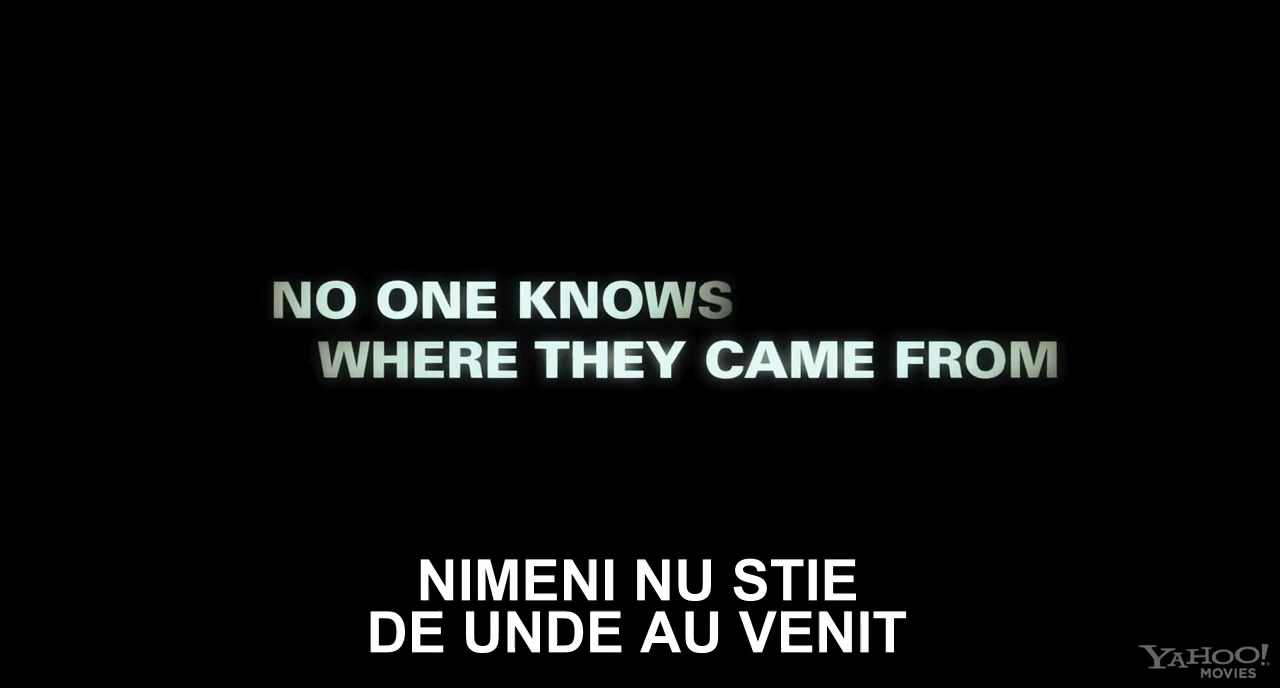 NO ONE KNOWS
WHERE THEY CAME FROM
NIMENI NU STIE
DE UNDE AU VENIT
YAHOO!
MOVIES